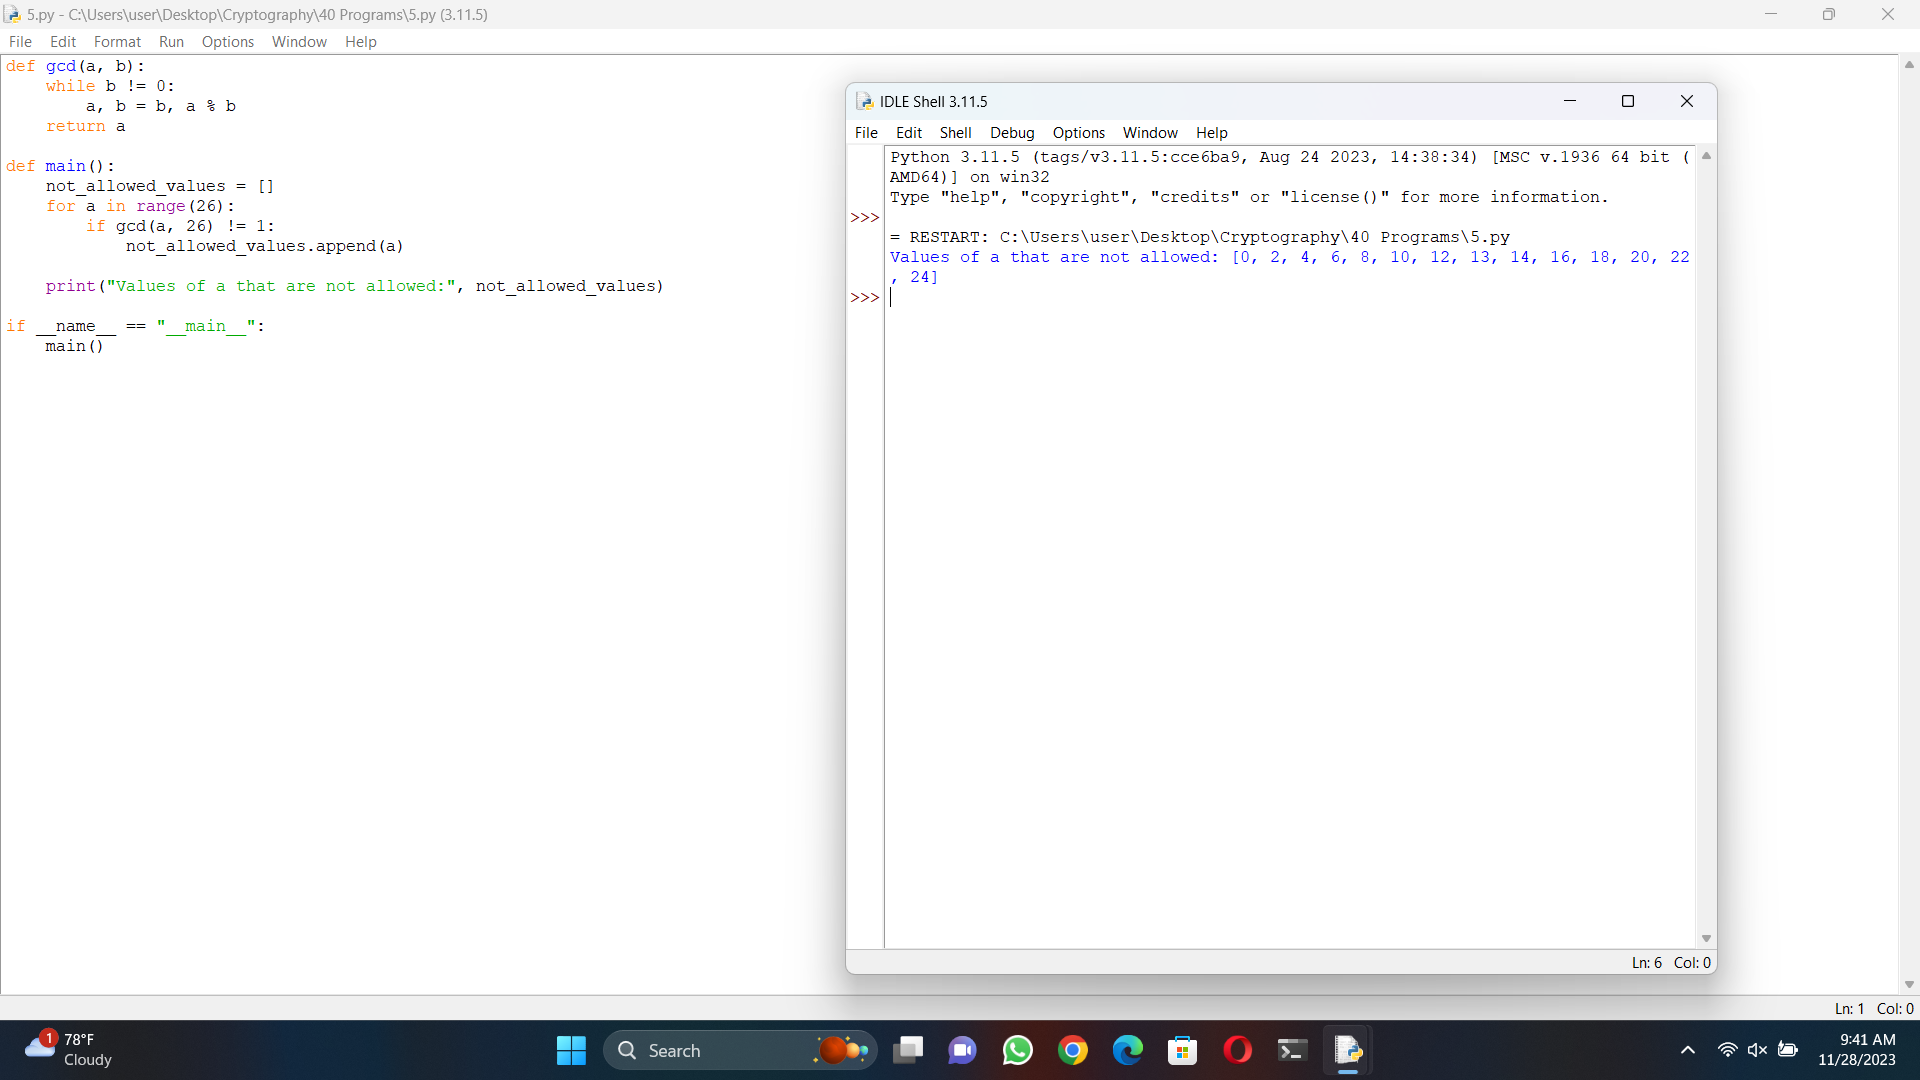 5.py - C:\Users\user\Desktop\Cryptography\40 Programs\5.py (3.11.5)
File Edit Format Run Options Window Help
def gcd(a, b):
    while b != 0:
        a, b = b, a % b
    return a

def main():
    not_allowed_values = []
    for a in range(26):
        if gcd(a, 26) != 1:
            not_allowed_values.append(a)

    print("Values of a that are not allowed:", not_allowed_values)

if __name__ == "__main__":
    main()
IDLE Shell 3.11.5
File Edit Shell Debug Options Window Help
Python 3.11.5 (tags/v3.11.5:cce6ba9, Aug 24 2023, 14:38:34) [MSC v.1936 64 bit (
AMD64)] on win32
Type "help", "copyright", "credits" or "license()" for more information.
>>>
= RESTART: C:\Users\user\Desktop\Cryptography\40 Programs\5.py
Values of a that are not allowed: [0, 2, 4, 6, 8, 10, 12, 13, 14, 16, 18, 20, 22
, 24]
>>>
Ln: 6 Col: 0
Ln: 1 Col: 0
1
78°F
Cloudy
Search
9:41 AM
11/28/2023